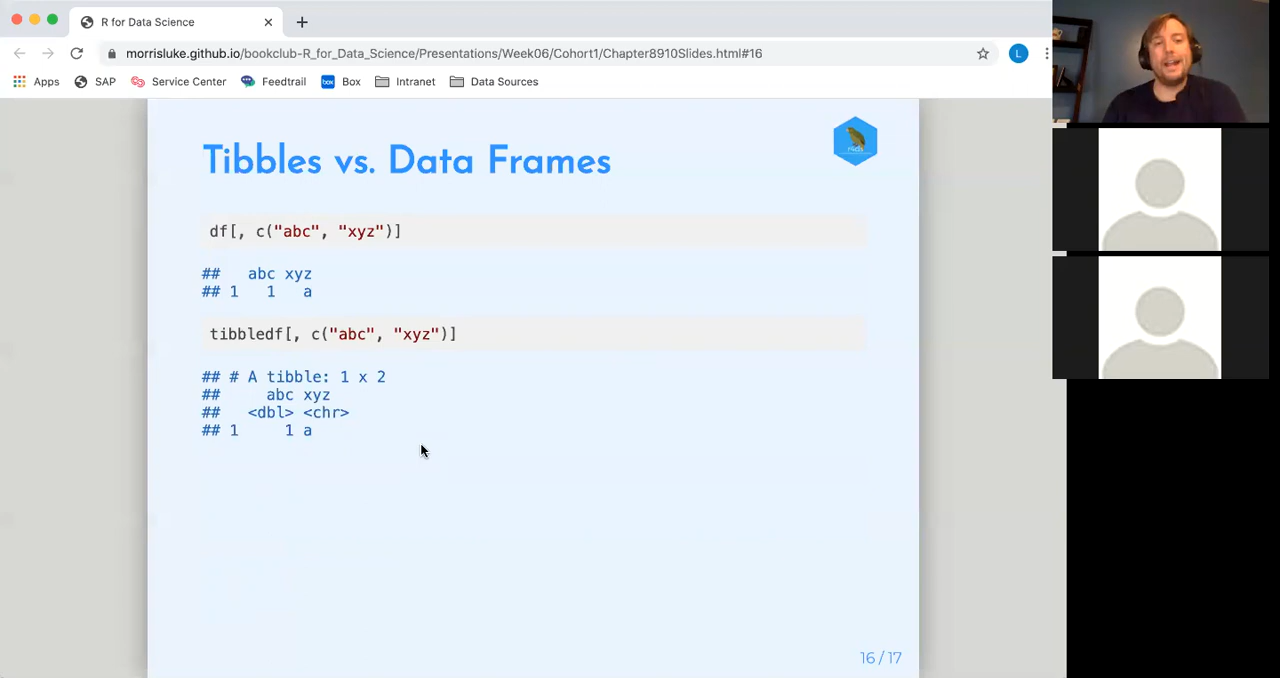 R for Data Science
morrisluke.github.io/bookclub-R_for_Data_Science/Presentations/Week06/Cohort1/Chapter8910Slides.html#16
L
Apps SAP Service Center Feedtrail box Box Intranet Data Sources
Tibbles vs. Data Frames
df[, c("abc", "xyz")]
##   abc xyz
## 1   1   a
tibbledf[, c("abc", "xyz")]
## # A tibble: 1 x 2
##     abc xyz
##   <dbl> <chr>
## 1     1 a
16 / 17